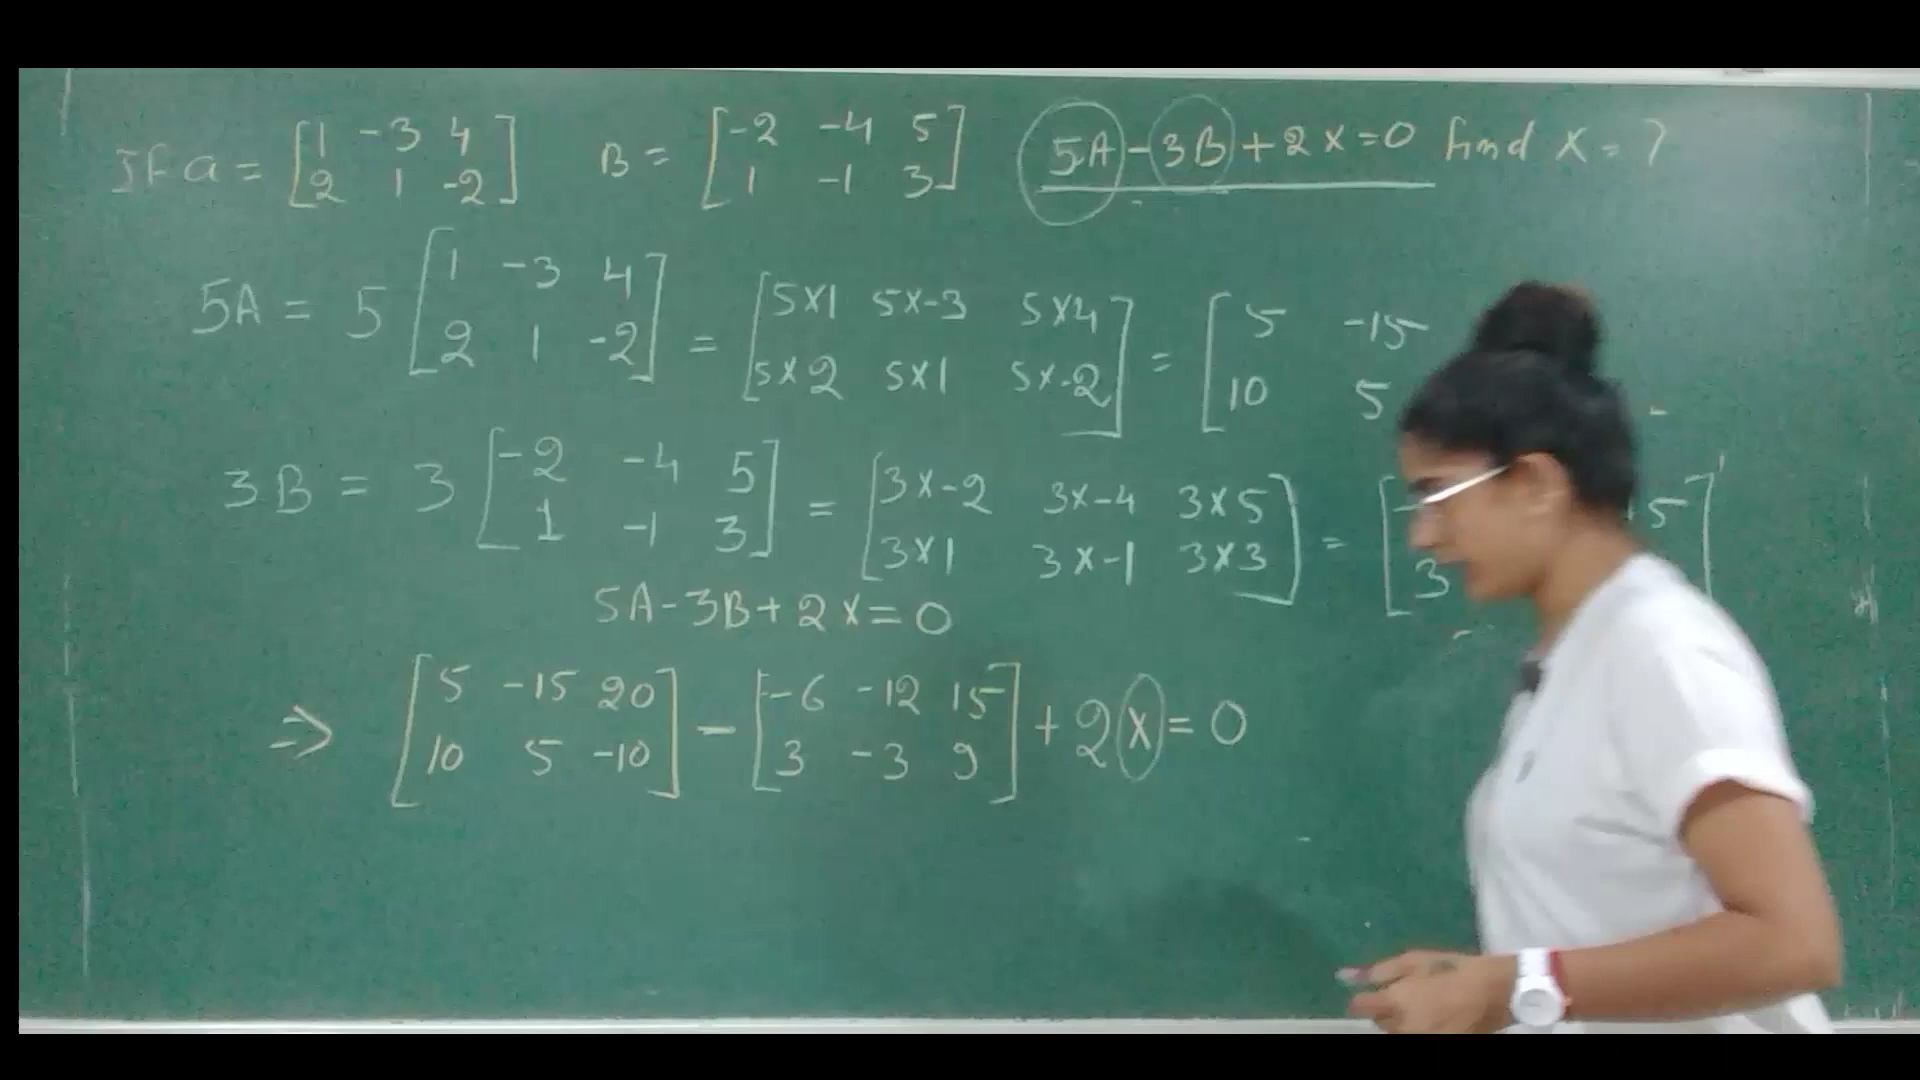 If a = [1 -3 4 B = [-2 -4 5 5A-3B+2x=0 find x=?
2 1 -2] 1 -1 3]
5A = 5 [1 -3 4 = [5x1 5x-3 5x4 = [5 -15
2 1 -2] 5x2 5x1 5x-2] 10 5
3B = 3 [-2 -4 5 = [3x-2 3x-4 3x5 = [
1 -1 3] 3x1 3x-1 3x3] 3 ]
5A-3B+2x=0
⇒ [5 -15 20 - [-6 -12 15 + 2x = 0
10 5 -10] 3 -3 9]